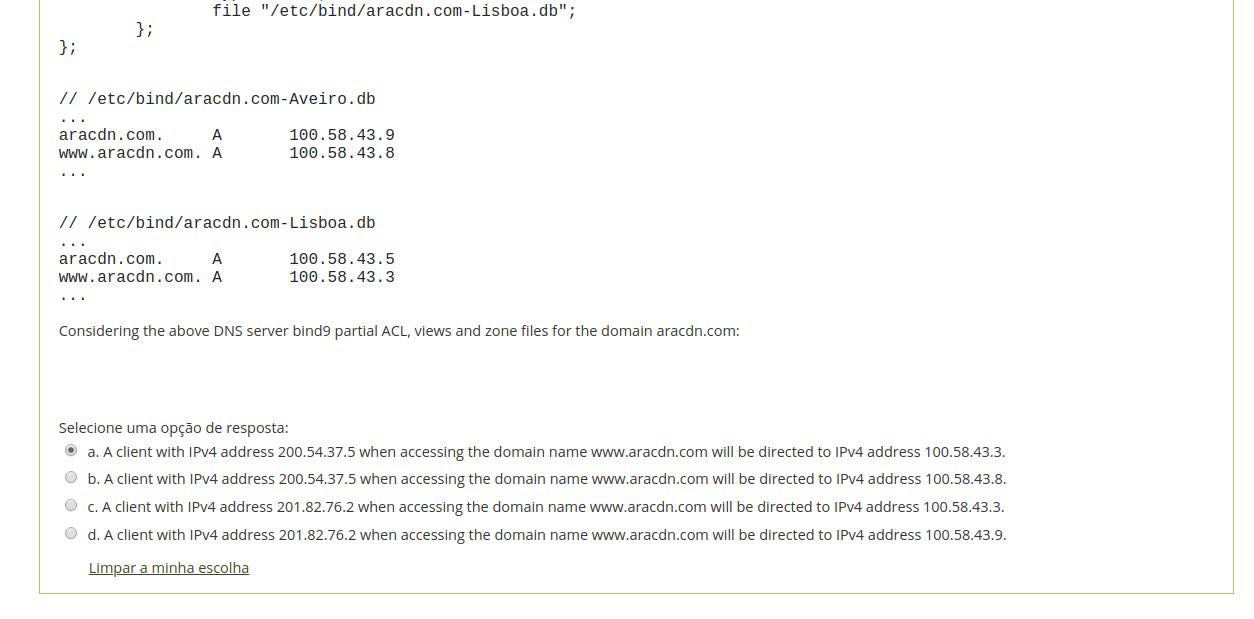 file "/etc/bind/aracdn.com-Lisboa.db";
};
};
// /etc/bind/aracdn.com-Aveiro.db
...
aracdn.com. A 100.58.43.9
www.aracdn.com. A 100.58.43.8
...
// /etc/bind/aracdn.com-Lisboa.db
...
aracdn.com. A 100.58.43.5
www.aracdn.com. A 100.58.43.3
...
Considering the above DNS server bind9 partial ACL, views and zone files for the domain aracdn.com:
Selecione uma opção de resposta:
a. A client with IPv4 address 200.54.37.5 when accessing the domain name www.aracdn.com will be directed to IPv4 address 100.58.43.3.
b. A client with IPv4 address 200.54.37.5 when accessing the domain name www.aracdn.com will be directed to IPv4 address 100.58.43.8.
c. A client with IPv4 address 201.82.76.2 when accessing the domain name www.aracdn.com will be directed to IPv4 address 100.58.43.3.
d. A client with IPv4 address 201.82.76.2 when accessing the domain name www.aracdn.com will be directed to IPv4 address 100.58.43.9.
Limpar a minha escolha